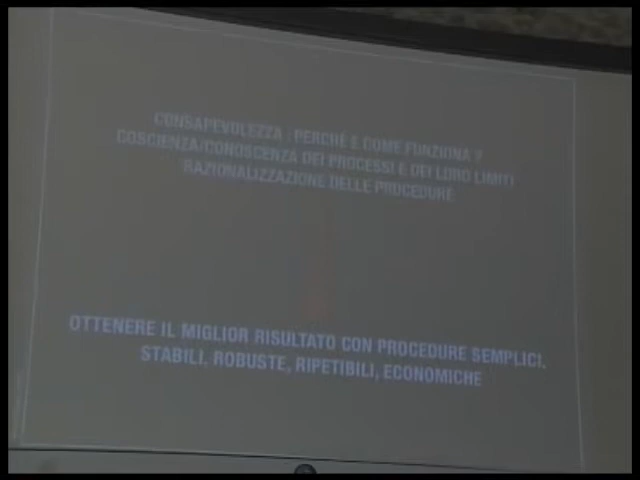 CONSAPEVOLEZZA : PERCHÈ E COME FUNZIONA ?
COSCIENZA/CONOSCENZA DEI PROCESSI E DEI LORO LIMITI
RAZIONALIZZAZIONE DELLE PROCEDURE
OTTENERE IL MIGLIOR RISULTATO CON PROCEDURE SEMPLICI,
STABILI, ROBUSTE, RIPETIBILI, ECONOMICHE